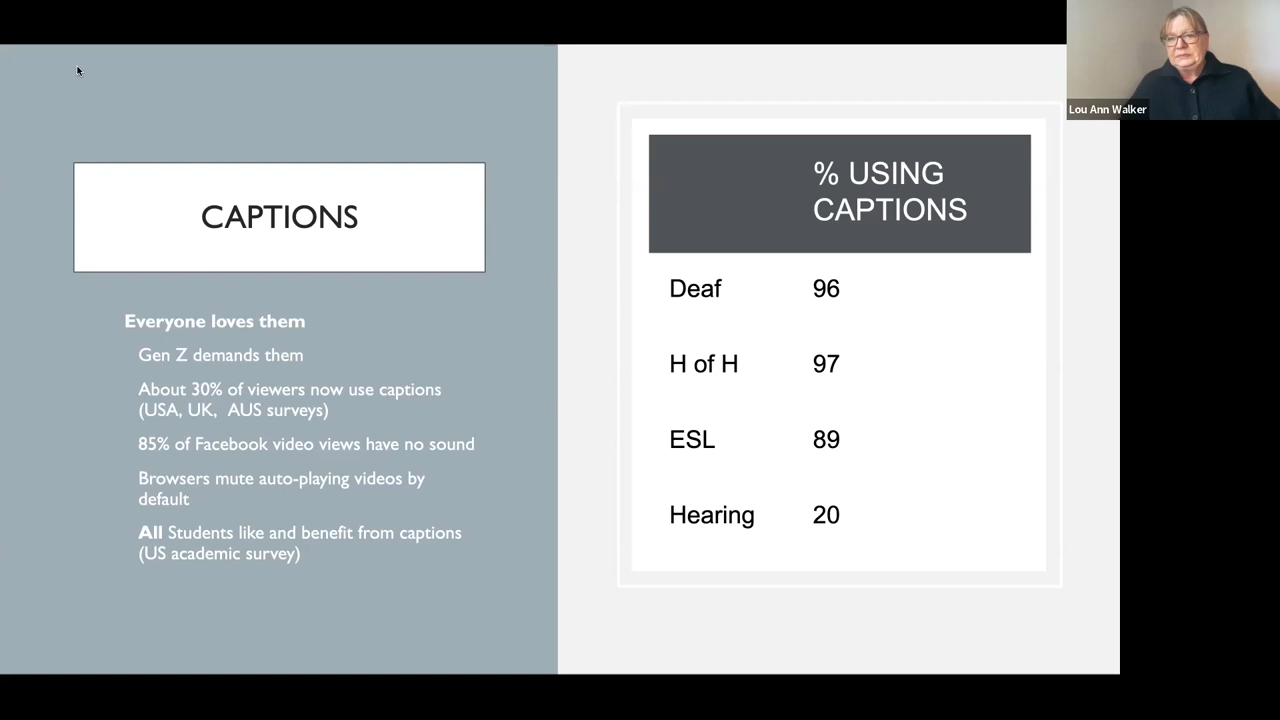 CAPTIONS
Everyone loves them
Gen Z demands them
About 30% of viewers now use captions
(USA, UK,  AUS surveys)
85% of Facebook video views have no sound
Browsers mute auto-playing videos by
default
All Students like and benefit from captions
(US academic survey)
% USING
CAPTIONS
Deaf 96
H of H 97
ESL 89
Hearing 20
Lou Ann Walker